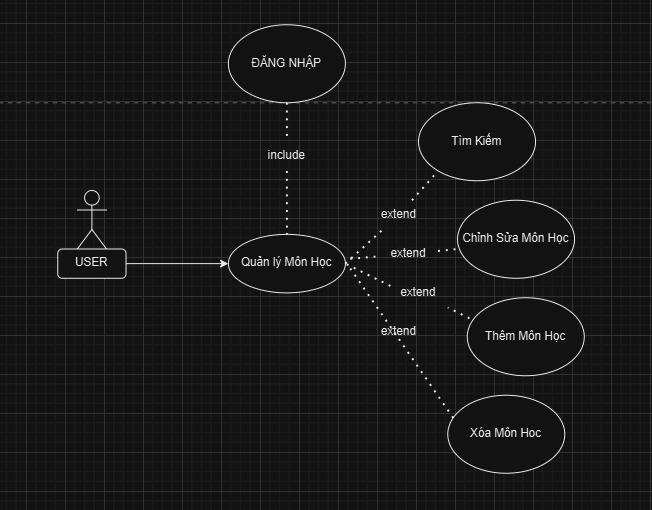 ĐĂNG NHẬP
Tìm Kiếm
include
extend
Chỉnh Sửa Môn Học
extend
USER
Quản lý Môn Học
extend
Thêm Môn Học
extend
Xóa Môn Hoc